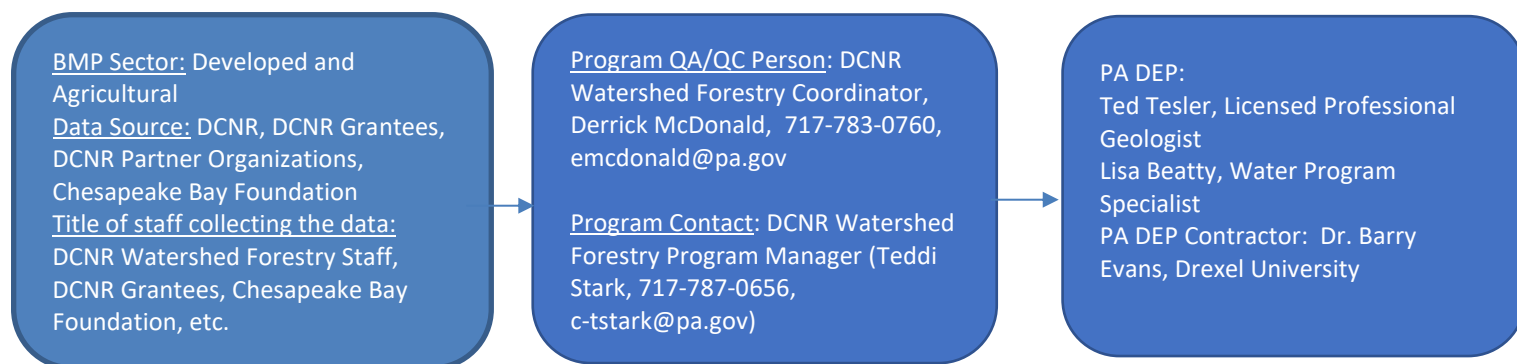 BMP Sector: Developed and
Agricultural
Data Source: DCNR, DCNR Grantees,
DCNR Partner Organizations,
Chesapeake Bay Foundation
Title of staff collecting the data:
DCNR Watershed Forestry Staff,
DCNR Grantees, Chesapeake Bay
Foundation, etc.
Program QA/QC Person: DCNR
Watershed Forestry Coordinator,
Derrick McDonald, 717-783-0760,
emcdonald@pa.gov
Program Contact: DCNR Watershed
Forestry Program Manager (Teddi
Stark, 717-787-0656,
c-tstark@pa.gov)
PA DEP:
Ted Tesler, Licensed Professional
Geologist
Lisa Beatty, Water Program
Specialist
PA DEP Contractor: Dr. Barry
Evans, Drexel University